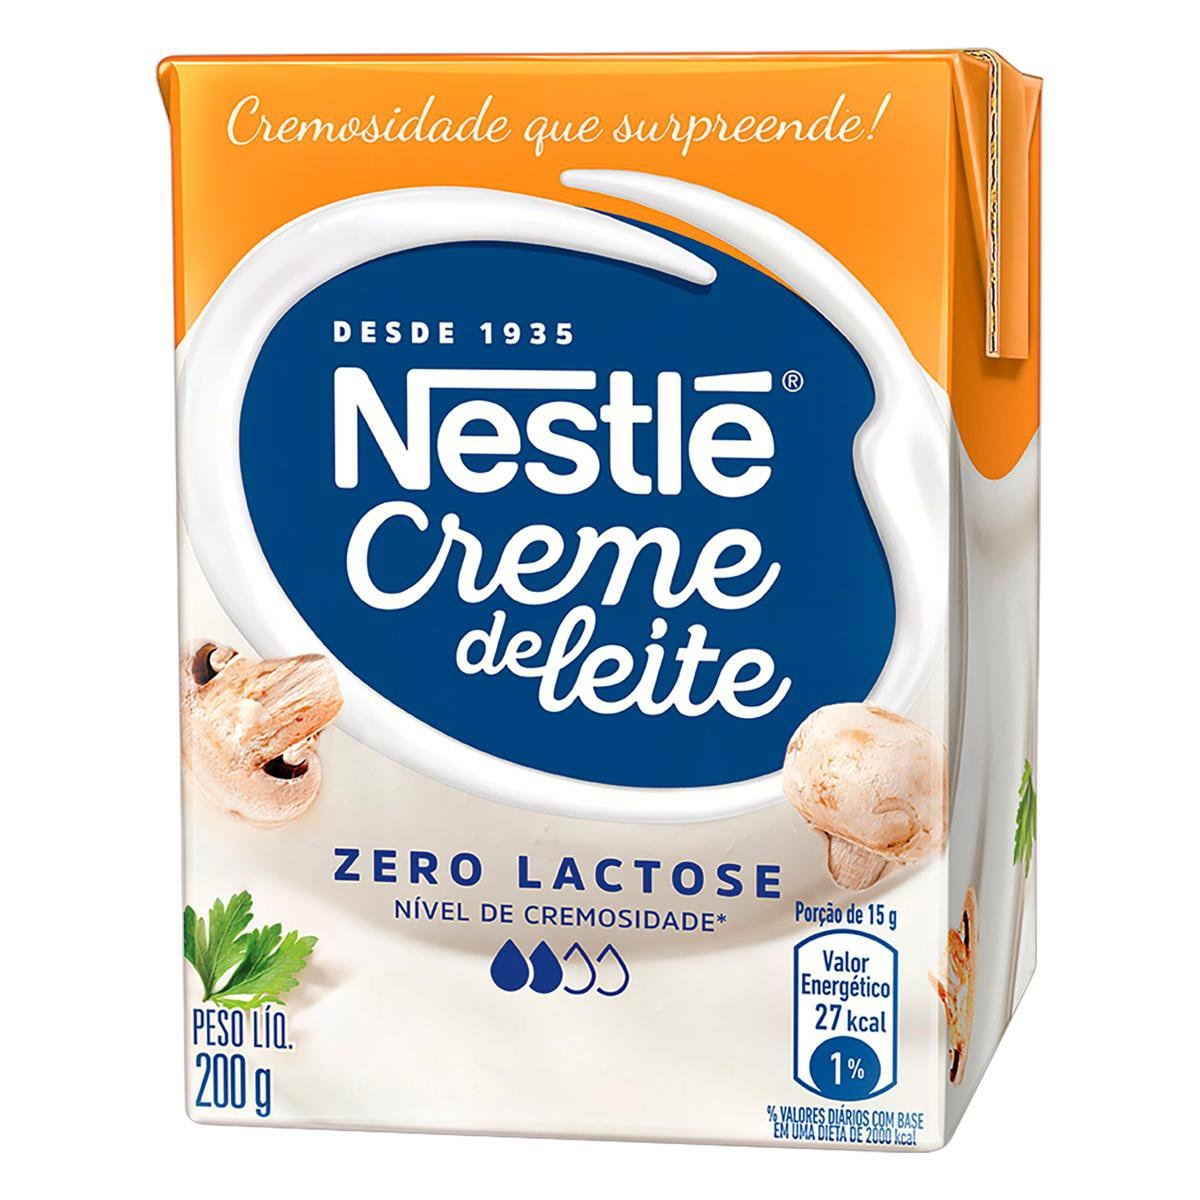 Cremosidade que surpreende!
DESDE 1935
Nestlé®
Creme
de leite
ZERO LACTOSE
NÍVEL DE CREMOSIDADE*
Porção de 15 g
Valor
Energético
27 kcal
1%
PESO LÍQ.
200 g
% VALORES DIÁRIOS COM BASE
EM UMA DIETA DE 2000 kcal